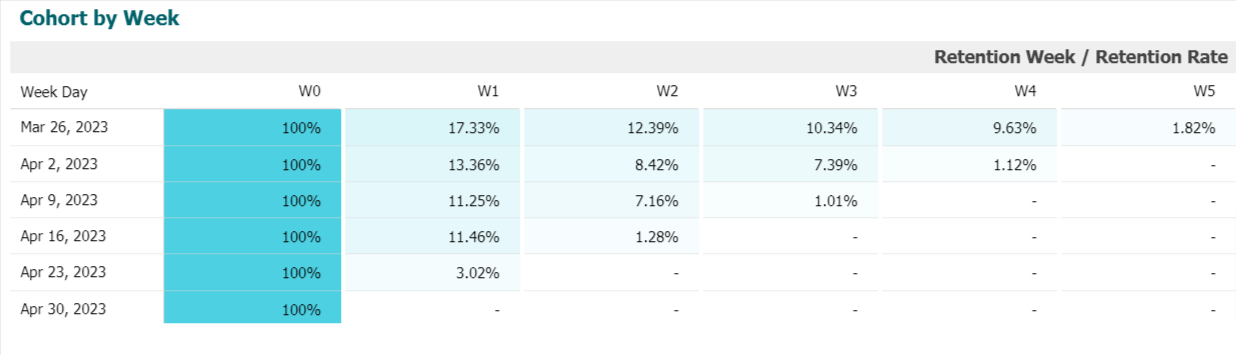 Cohort by Week
Retention Week / Retention Rate
Week Day W0 W1 W2 W3 W4 W5
Mar 26, 2023 100% 17.33% 12.39% 10.34% 9.63% 1.82%
Apr 2, 2023 100% 13.36% 8.42% 7.39% 1.12% -
Apr 9, 2023 100% 11.25% 7.16% 1.01% - -
Apr 16, 2023 100% 11.46% 1.28% - - -
Apr 23, 2023 100% 3.02% - - - -
Apr 30, 2023 100% - - - - -